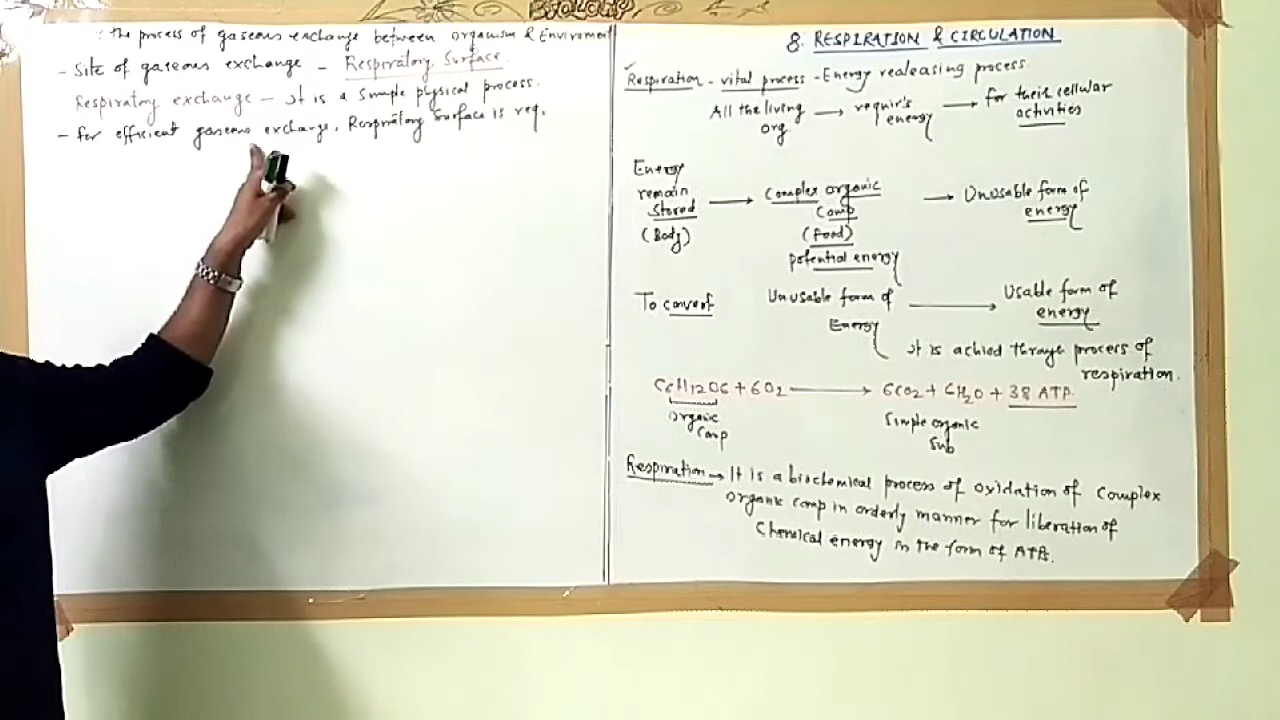 BIOLOGY
the process of gaseous exchange between organism & Enviroment
- Site of gaseous exchange - Respiratory Surface.
Respiratory exchange - It is a simple physical process.
- for efficient gaseous exchange, Respiratory Surface is req.
8. RESPIRATION & CIRCULATION
Respiration - vital process - Energy realeasing process
All the living org → requir's energy → for their cellular activities
Energy remain stored (Body) → Complex organic Comp (food) potential energy → Unusable form of energy
To convert Unusable form of Energy → Usable form of energy
It is achied through process of respiration.
C6H12O6 + 6O2 → 6CO2 + 6H2O + 38 ATP.
Organic Comp
Simple organic Sub
Respiration → It is a biochemical process of oxidation of complex
organic comp in orderly manner for liberation of
Chemical energy in the form of ATPs.